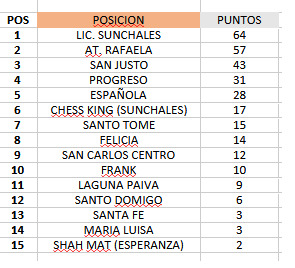 POS POSICION PUNTOS
1 LIC. SUNCHALES 64
2 AT. RAFAELA 57
3 SAN JUSTO 43
4 PROGRESO 31
5 ESPAÑOLA 28
6 CHESS KING (SUNCHALES) 17
7 SANTO TOME 15
8 FELICIA 14
9 SAN CARLOS CENTRO 12
10 FRANK 10
11 LAGUNA PAIVA 9
12 SANTO DOMIGO 6
13 SANTA FE 3
14 MARIA LUISA 3
15 SHAH MAT (ESPERANZA) 2